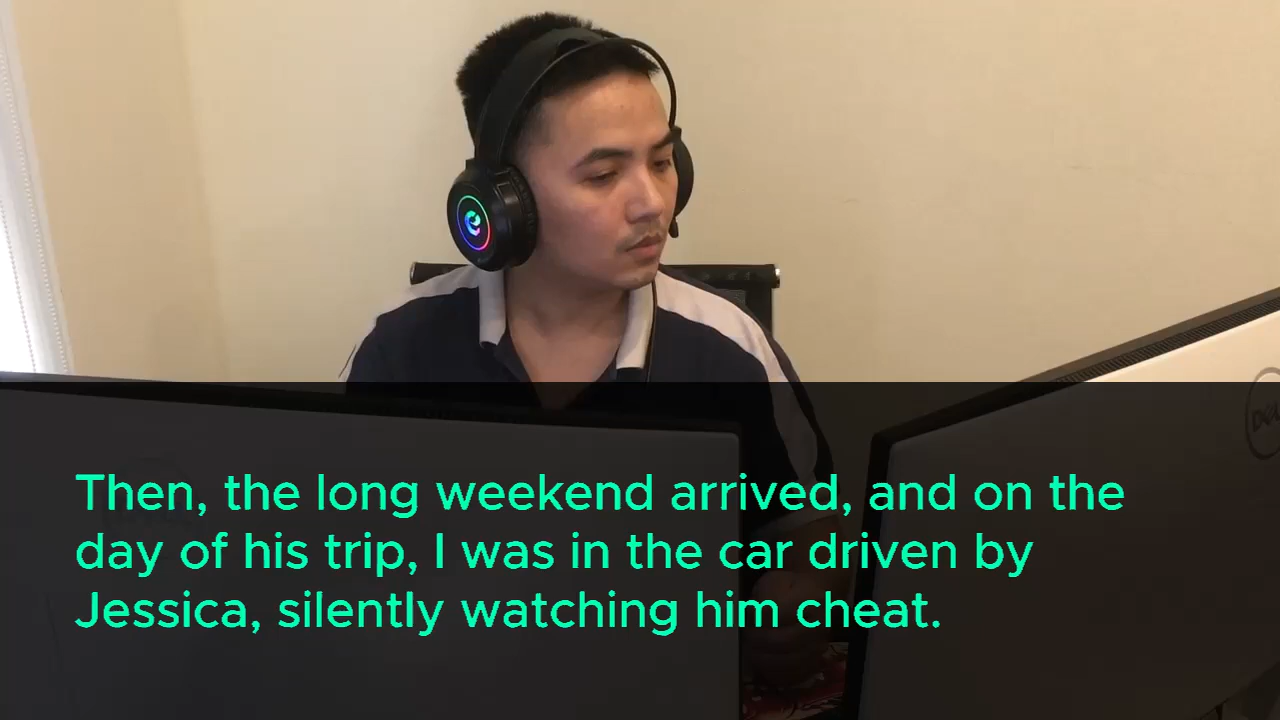 Then, the long weekend arrived, and on the
day of his trip, I was in the car driven by
Jessica, silently watching him cheat.